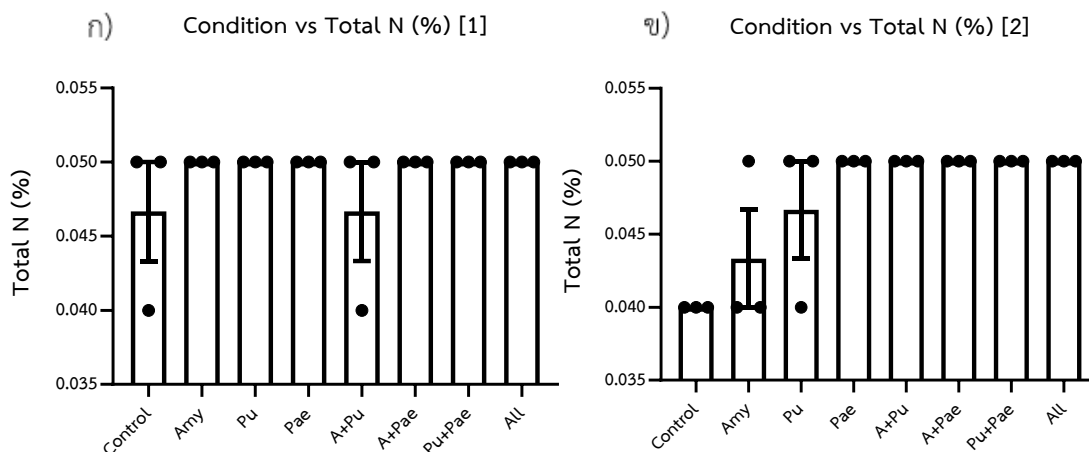 ก) Condition vs Total N (%) [1]
Total N (%)
0.055
0.050
0.045
0.040
0.035
Control Amy Pu Pae A+Pu A+Pae Pu+Pae All
ข) Condition vs Total N (%) [2]
Total N (%)
0.055
0.050
0.045
0.040
0.035
Control Amy Pu Pae A+Pu A+Pae Pu+Pae All